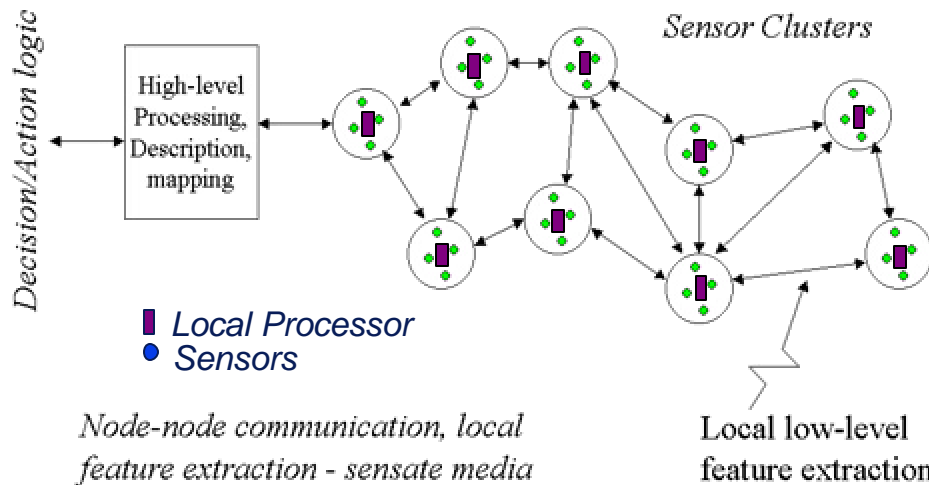 Decision/Action logic
High-level
Processing,
Description,
mapping
Sensor Clusters
Local Processor
Sensors
Node-node communication, local
feature extraction - sensate media
Local low-level
feature extraction